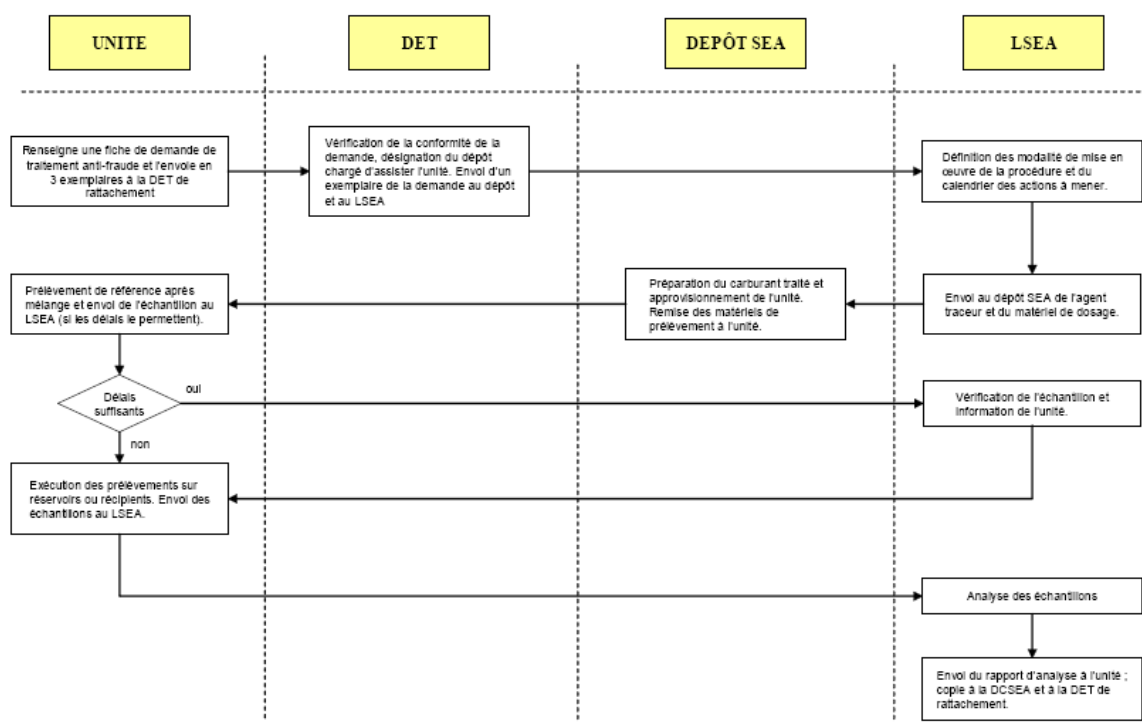 UNITE
DET
DEPÔT SEA
LSEA
Renseigne une fiche de demande de
traitement anti-fraude et l'envoie en
3 exemplaires à la DET de
rattachement
Vérification de la conformité de la
demande, désignation du dépôt
chargé d'assister l'unité. Envoi d'un
exemplaire de la demande au dépôt
et au LSEA
Définition des modalité de mise en
œuvre de la procédure et du
calendrier des actions à mener.
Prélèvement de référence après
mélange et envoi de l'échantillon au
LSEA (si les délais le permettent).
Préparation du carburant traité et
approvisionnement de l'unité.
Remise des matériels de
prélèvement à l'unité.
Envoi au dépôt SEA de l'agent
traceur et du matériel de dosage.
Délais
suffisants
oui
non
Vérification de l'échantillon et
information de l'unité.
Exécution des prélèvements sur
réservoirs ou récipients. Envoi des
échantillons au LSEA.
Analyse des échantillons
Envoi du rapport d'analyse à l'unité ;
copie à la DCSEA et à la DET de
rattachement.